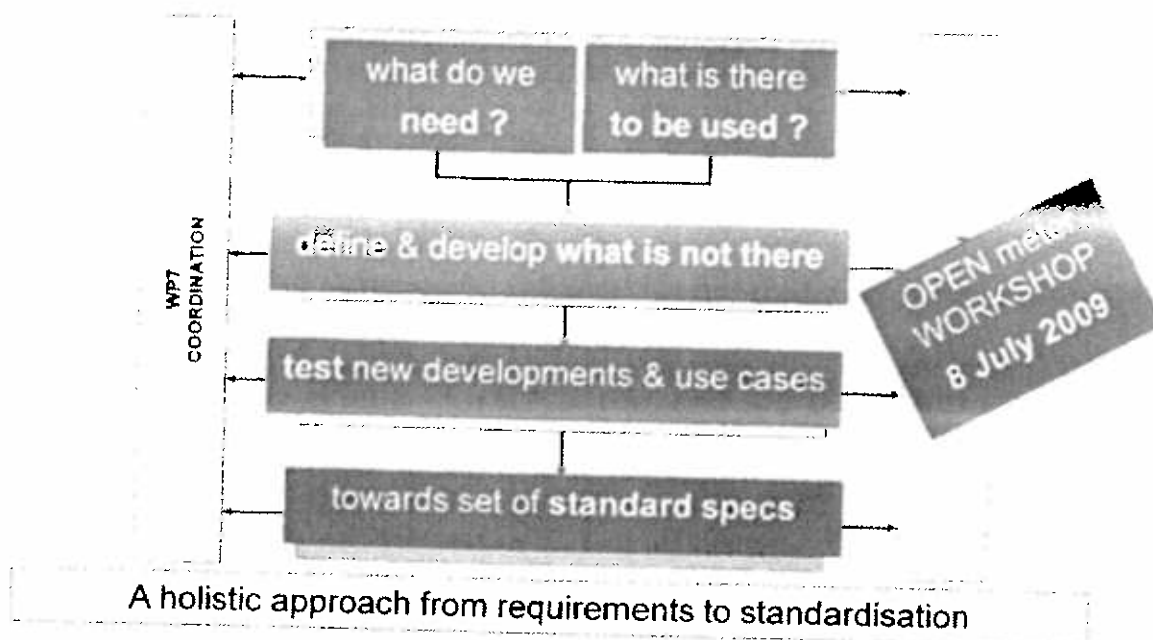 what do we
need ?
what is there
to be used ?
WP7
COORDINATION
define & develop what is not there
OPEN
WORKSHOP
8 July 2009
test new developments & use cases
towards set of standard specs
A holistic approach from requirements to standardisation